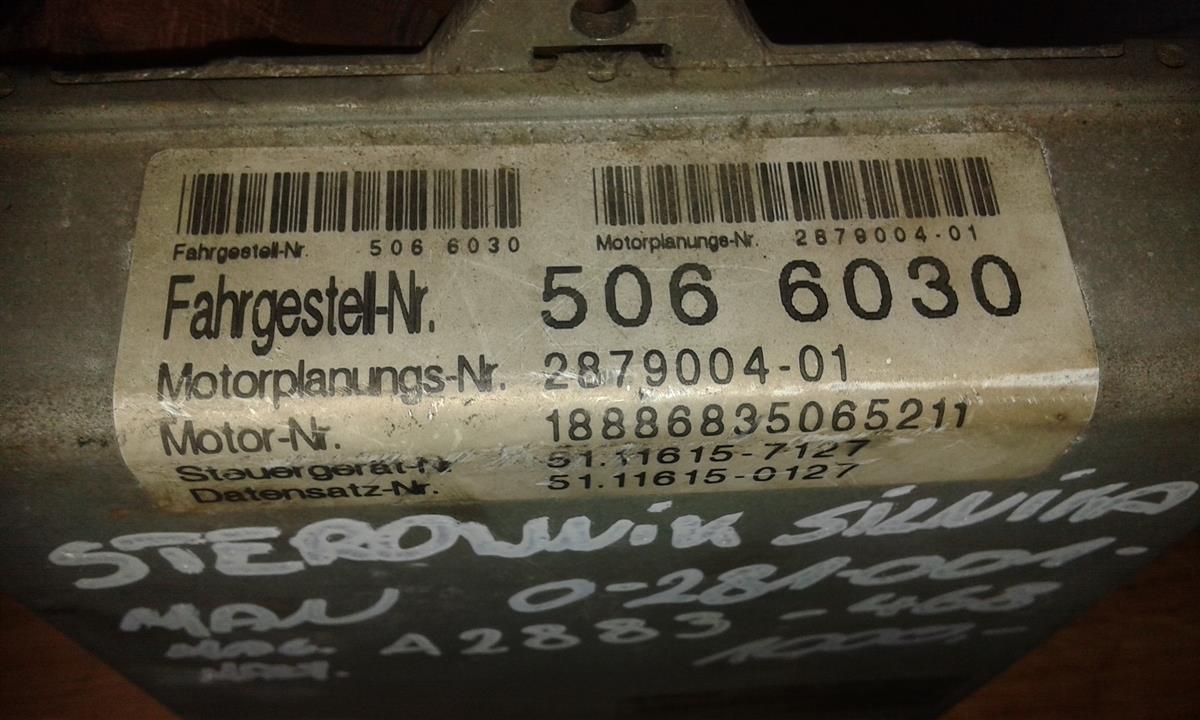 Fahrgestell-Nr. 506 6030
Motorplanungs-Nr. 2879004-01
Fahrgestell-Nr. 506 6030
Motorplanungs-Nr. 2879004-01
Motor-Nr. 18886835065211
Steuergerät-Nr. 51.11615-7127
Datensatz-Nr. 51.11615-0127
STEROWNIK SILNIKA
MAN 0-281-001-
MAG. A2883-468
MAŁY. 1000,-